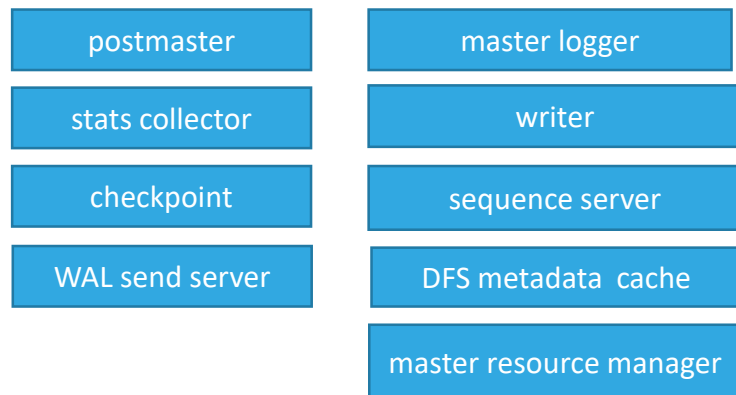 postmaster
master logger
stats collector
writer
checkpoint
sequence server
WAL send server
DFS metadata  cache
master resource manager